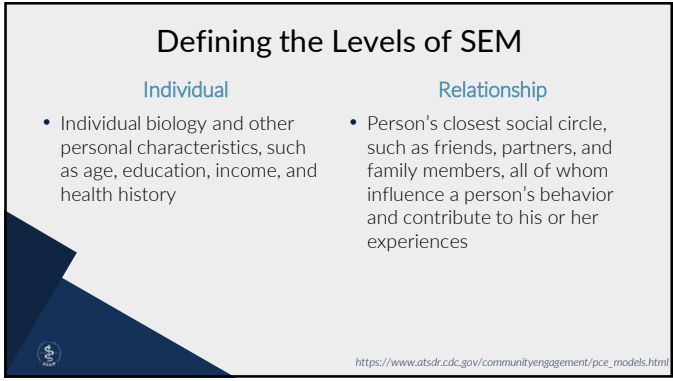 Defining the Levels of SEM
Individual
• Individual biology and other
personal characteristics, such
as age, education, income, and
health history
Relationship
• Person’s closest social circle,
such as friends, partners, and
family members, all of whom
influence a person’s behavior
and contribute to his or her
experiences
https://www.atsdr.cdc.gov/communityengagement/pce_models.html